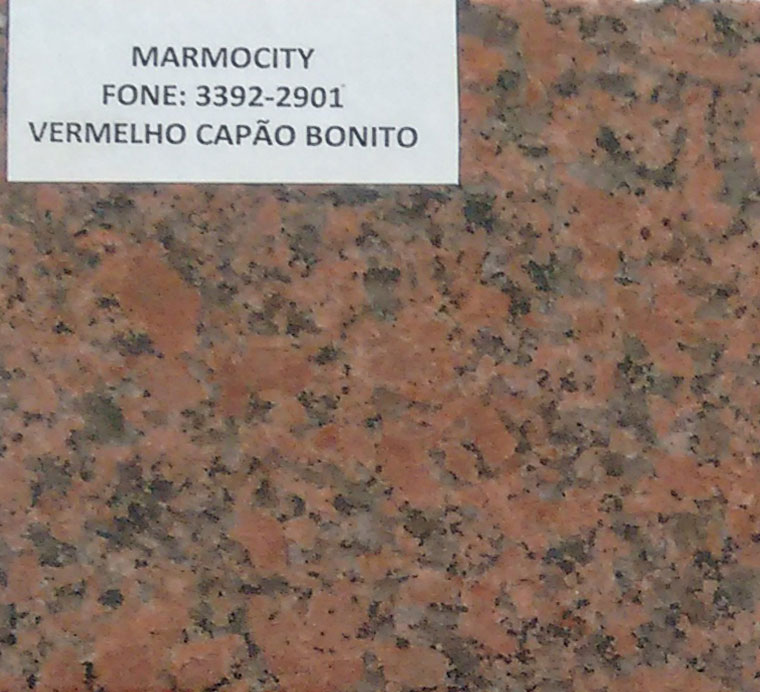 MARMOCITY
FONE: 3392-2901
VERMELHO CAPÃO BONITO